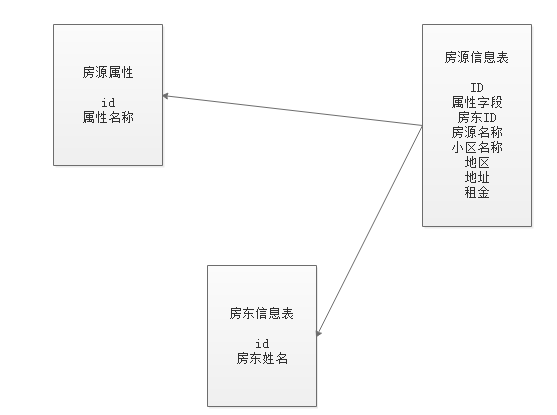 房源属性
id
属性名称
房源信息表
ID
属性字段
房东ID
房源名称
小区名称
地区
地址
租金
房东信息表
id
房东姓名